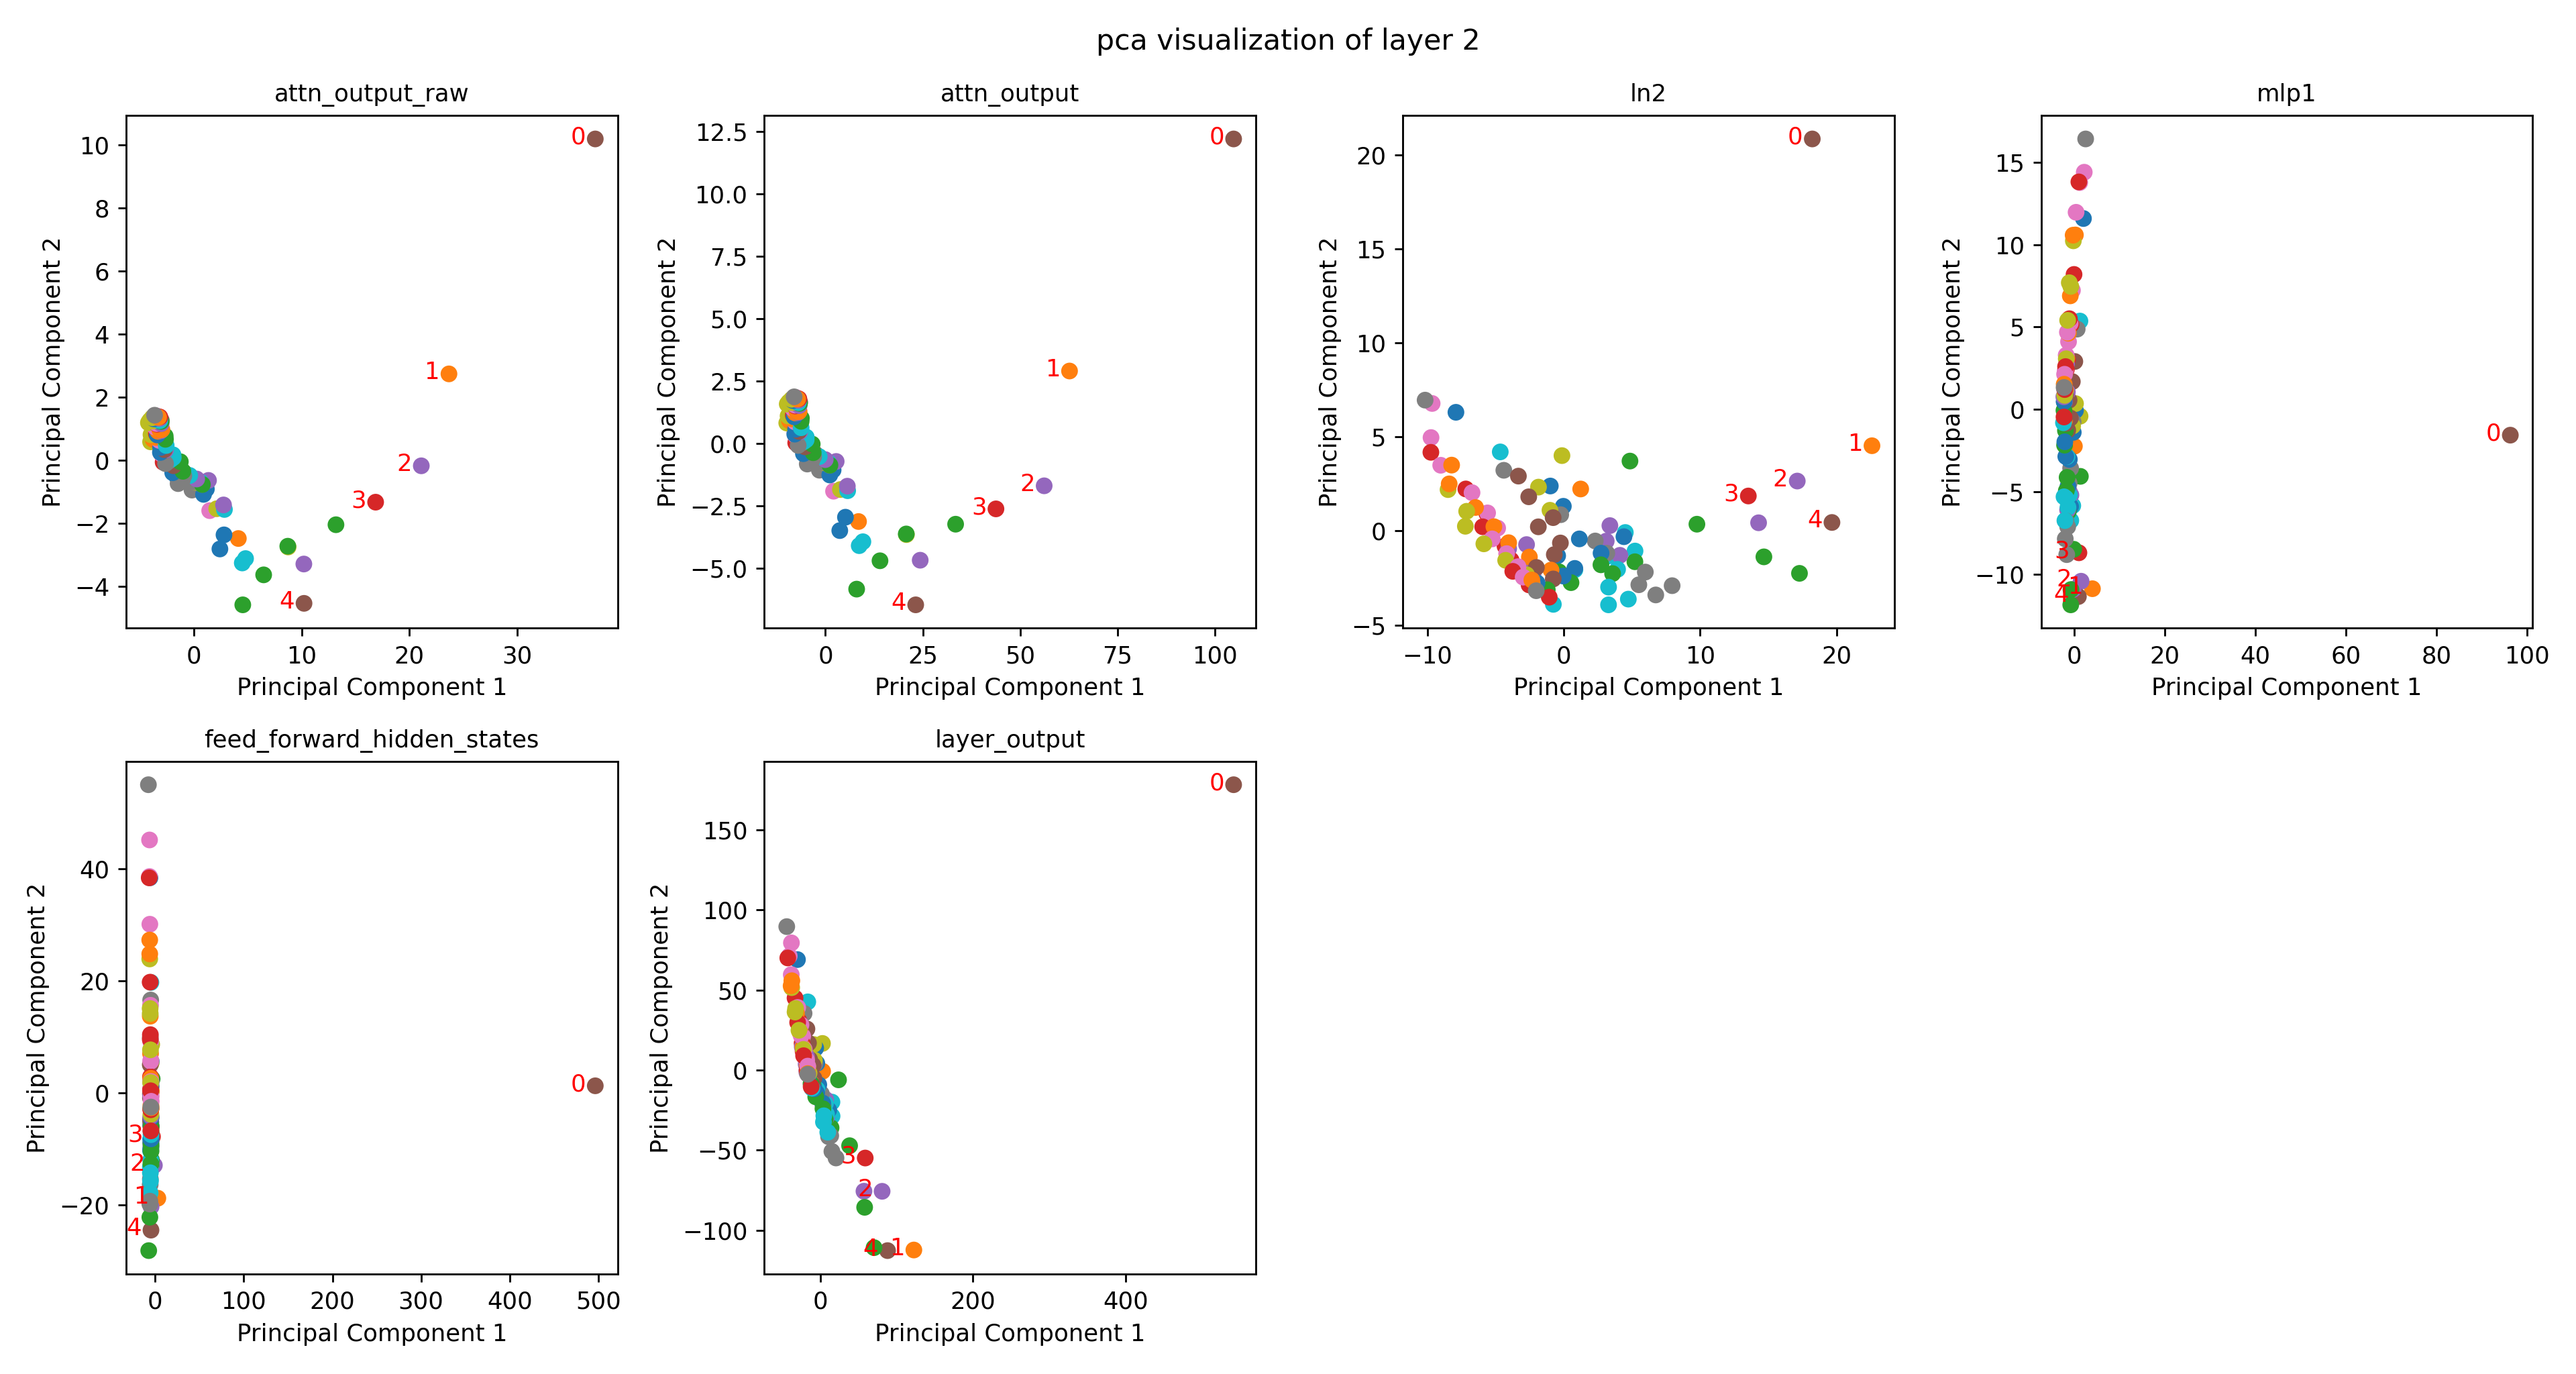 pca visualization of layer 2
attn_output_raw
Principal Component 2
10
8
6
4
2
0
−2
−4
0
1
2
3
4
0 10 20 30
Principal Component 1
attn_output
Principal Component 2
12.5
10.0
7.5
5.0
2.5
0.0
−2.5
−5.0
0
1
2
3
4
0 25 50 75 100
Principal Component 1
ln2
Principal Component 2
20
15
10
5
0
−5
0
1
2
3
4
−10 0 10 20
Principal Component 1
mlp1
Principal Component 2
15
10
5
0
−5
−10
0
3
2
1
4
0 20 40 60 80 100
Principal Component 1
feed_forward_hidden_states
Principal Component 2
40
20
0
−20
0
3
2
1
4
0 100 200 300 400 500
Principal Component 1
layer_output
Principal Component 2
150
100
50
0
−50
−100
0
3
2
4 1
0 200 400
Principal Component 1